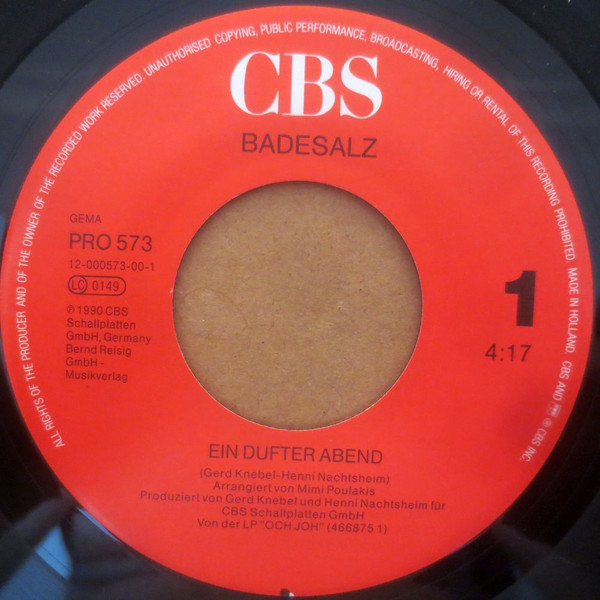 ALL RIGHTS OF THE PRODUCER AND OF THE OWNER OF THE RECORDED WORK RESERVED. UNAUTHORISED COPYING, PUBLIC PERFORMANCE, BROADCASTING, HIRING OR RENTAL OF THIS RECORDING PROHIBITED. MADE IN HOLLAND. CBS AND ® CBS INC.
CBS
BADESALZ
GEMA
PRO 573
12-000573-00-1
LC 0149
℗ 1990 CBS
Schallplatten
GmbH, Germany
Bernd Reisig
GmbH -
Musikverlag
1
4:17
EIN DUFTER ABEND
(Gerd Knebel-Henni Nachtsheim)
Arrangiert von Mimi Poulakis
Produziert von Gerd Knebel und Henni Nachtsheim für
CBS Schallplatten GmbH
Von der LP "OCH JOH" (466875 1)